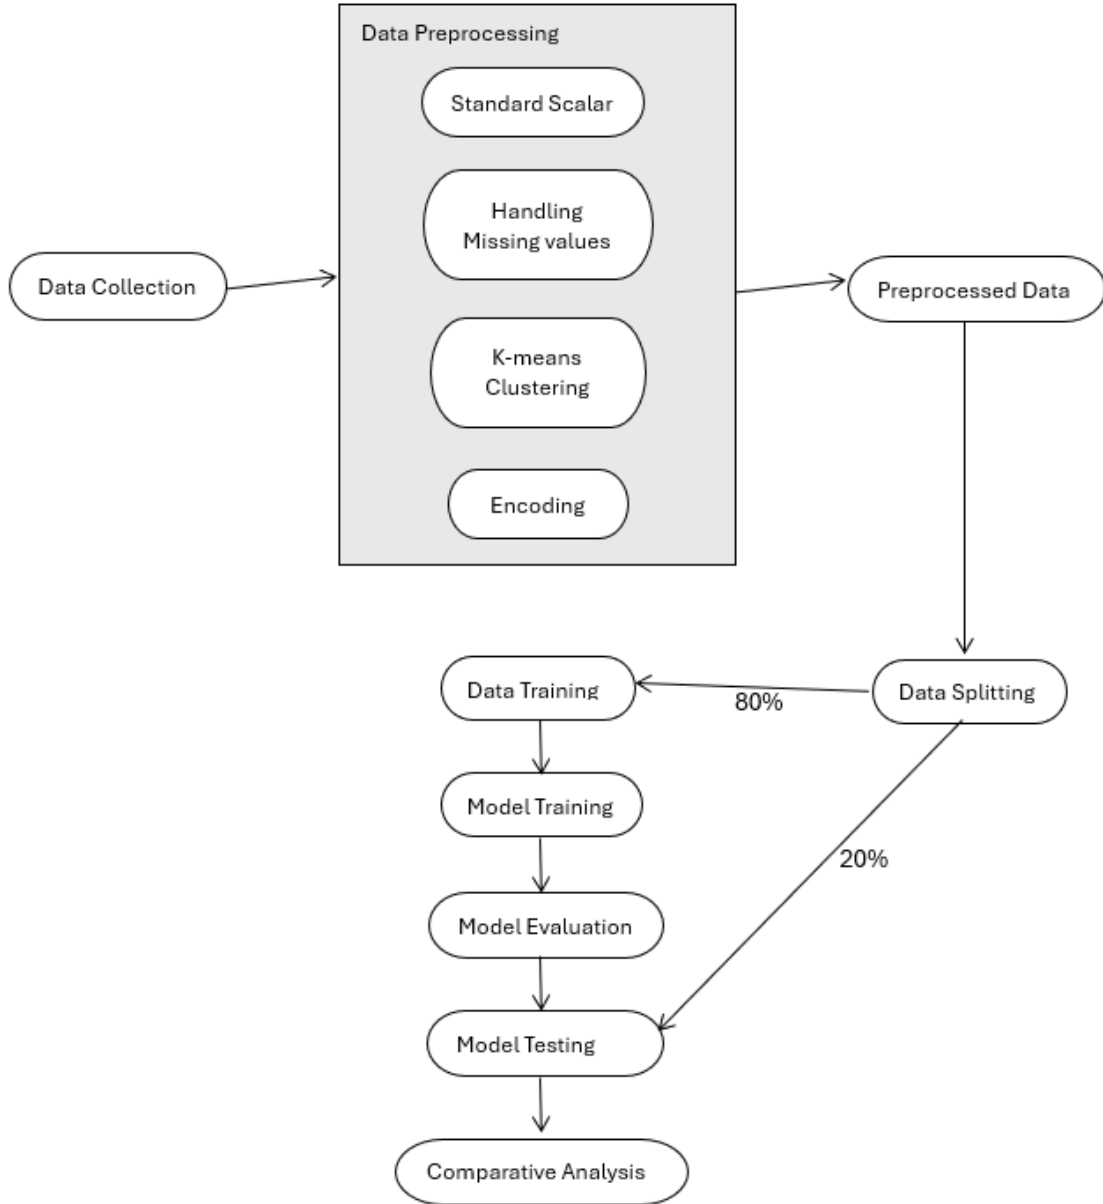 Data Preprocessing
Standard Scalar
Handling
Missing values
K-means
Clustering
Encoding
Data Collection
Preprocessed Data
Data Splitting
80%
20%
Data Training
Model Training
Model Evaluation
Model Testing
Comparative Analysis